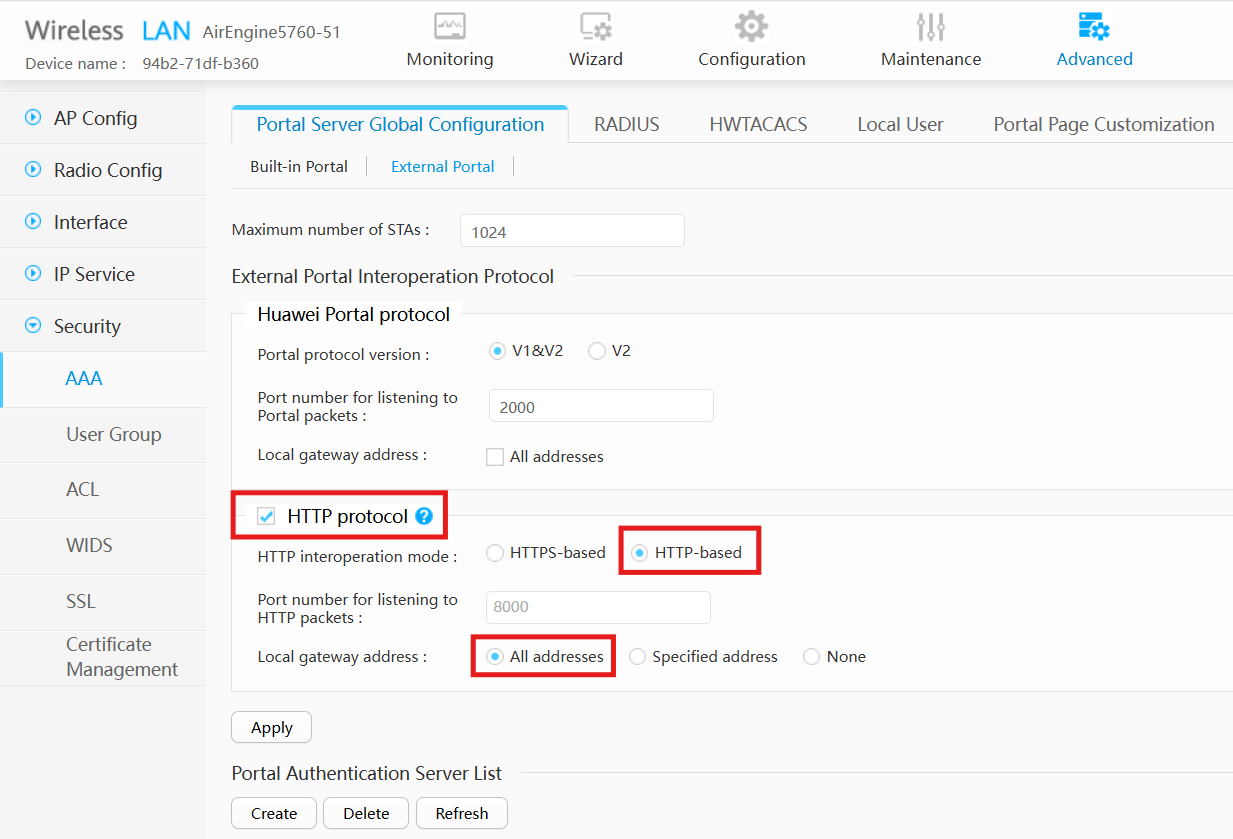 Wireless LAN AirEngine5760-51
Device name : 94b2-71df-b360
Monitoring
Wizard
Configuration
Maintenance
Advanced
AP Config
Radio Config
Interface
IP Service
Security
AAA
User Group
ACL
WIDS
SSL
Certificate
Management
Portal Server Global Configuration
RADIUS
HWTACACS
Local User
Portal Page Customization
Built-in Portal
External Portal
Maximum number of STAs : 1024
External Portal Interoperation Protocol
Huawei Portal protocol
Portal protocol version : V1&V2 V2
Port number for listening to
Portal packets :
2000
Local gateway address : All addresses
HTTP protocol ?
HTTP interoperation mode : HTTPS-based HTTP-based
Port number for listening to
HTTP packets :
8000
Local gateway address : All addresses Specified address None
Apply
Portal Authentication Server List
Create Delete Refresh